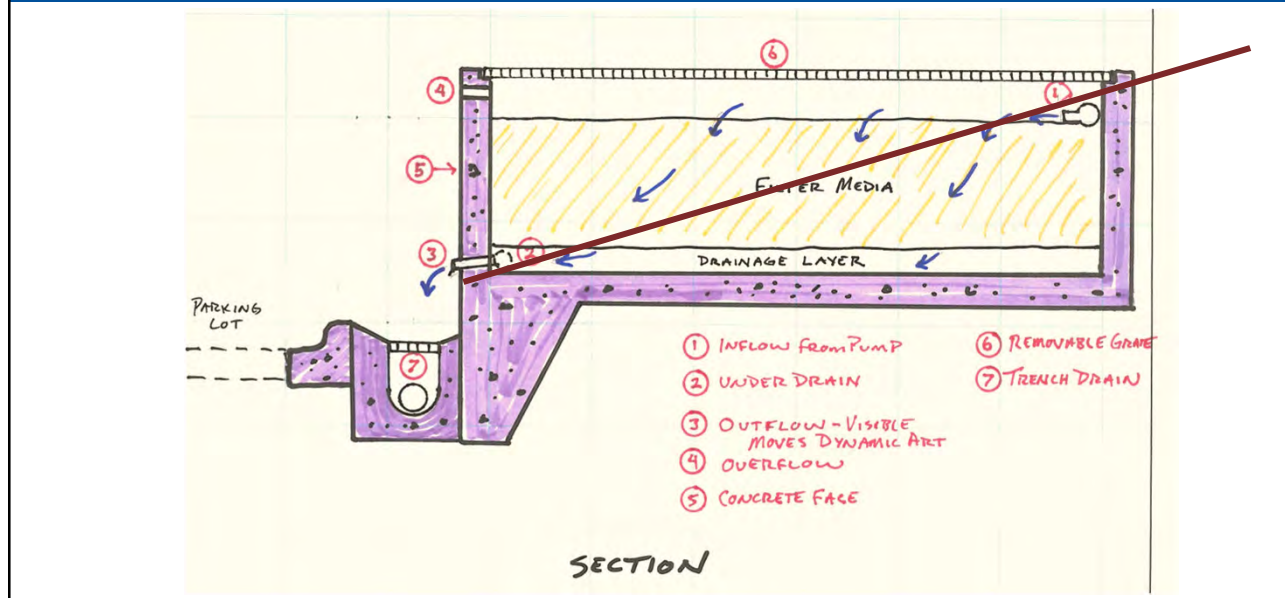 6
4
1
5
FILTER MEDIA
3
2
DRAINAGE LAYER
PARKING
LOT
7
1 INFLOW FROM PUMP
2 UNDER DRAIN
3 OUTFLOW - VISIBLE
MOVES DYNAMIC ART
4 OVERFLOW
5 CONCRETE FACE
6 REMOVABLE GRATE
7 TRENCH DRAIN
SECTION